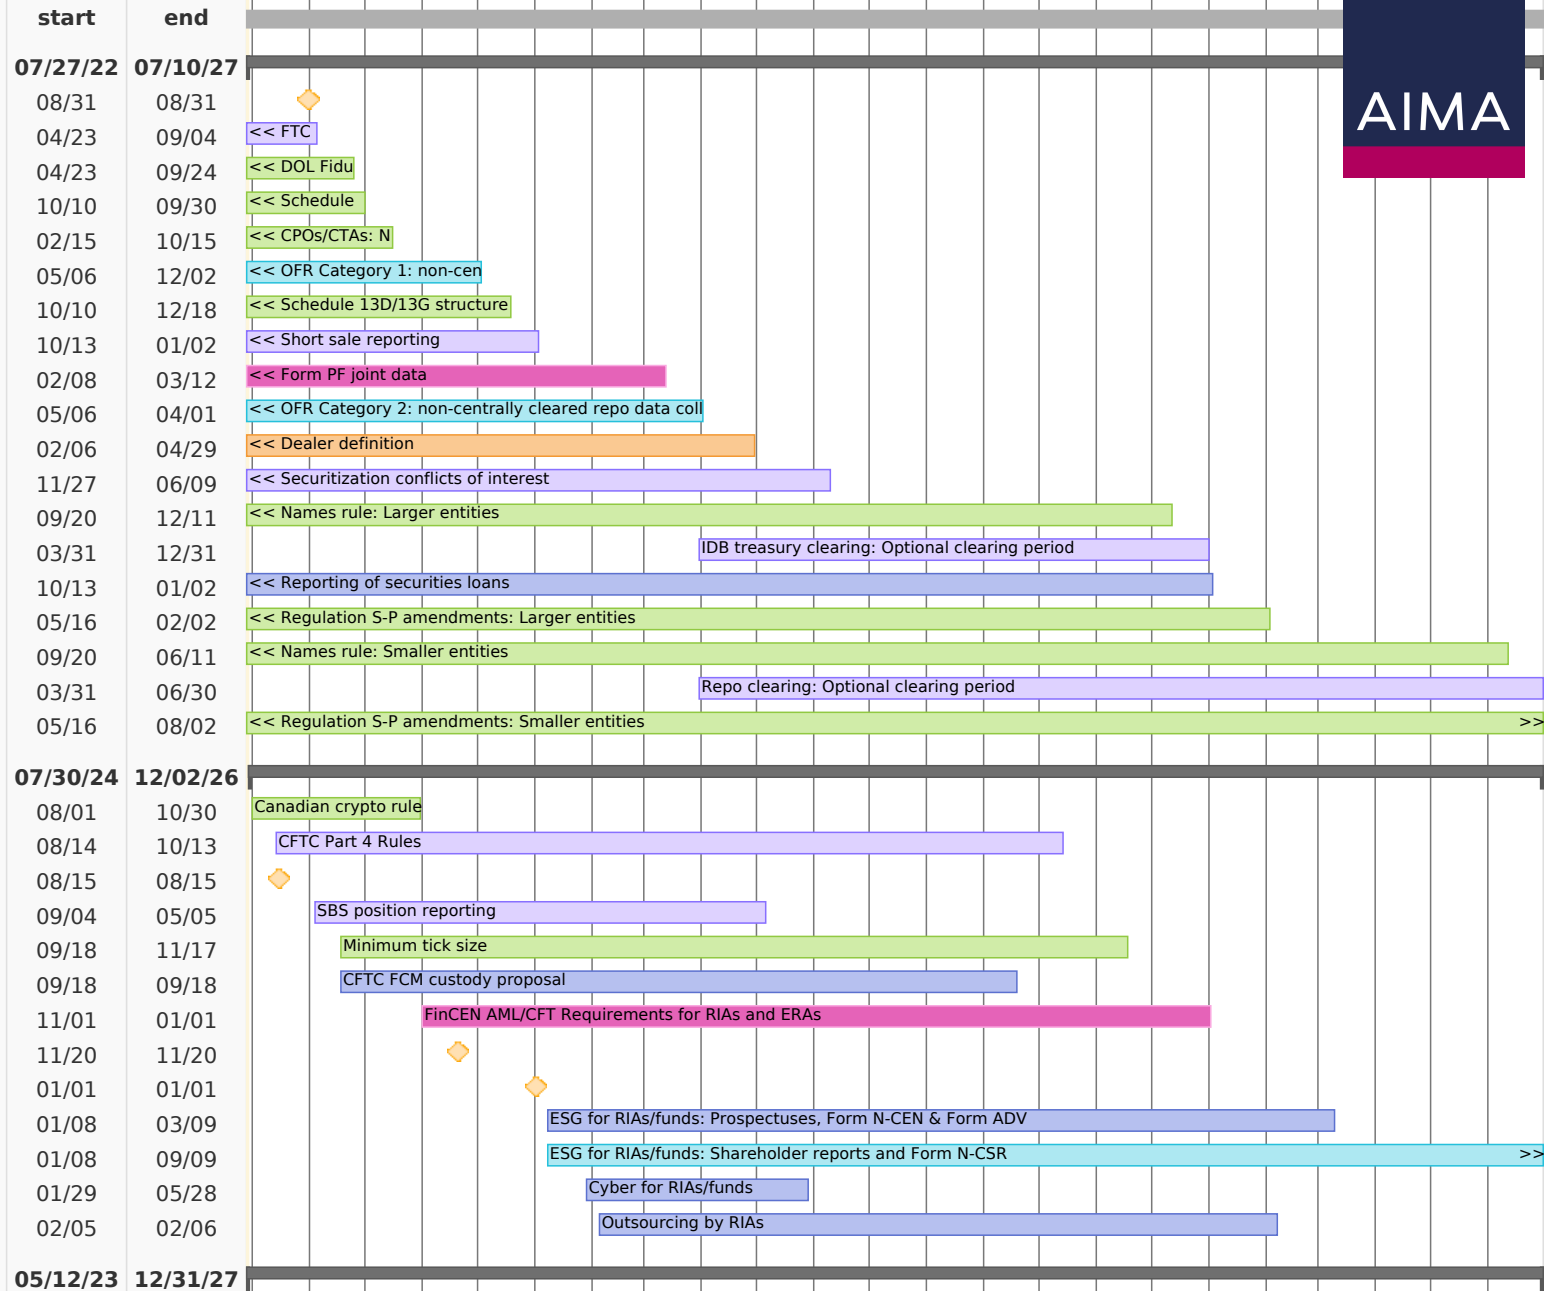 start end
AIMA
07/27/22 07/10/27
08/31 08/31
04/23 09/04 << FTC
04/23 09/24 << DOL Fidu
10/10 09/30 << Schedule
02/15 10/15 << CPOs/CTAs: N
05/06 12/02 << OFR Category 1: non-cen
10/10 12/18 << Schedule 13D/13G structure
10/13 01/02 << Short sale reporting
02/08 03/12 << Form PF joint data
05/06 04/01 << OFR Category 2: non-centrally cleared repo data coll
02/06 04/29 << Dealer definition
11/27 06/09 << Securitization conflicts of interest
09/20 12/11 << Names rule: Larger entities
03/31 12/31 IDB treasury clearing: Optional clearing period
10/13 01/02 << Reporting of securities loans
05/16 02/02 << Regulation S-P amendments: Larger entities
09/20 06/11 << Names rule: Smaller entities
03/31 06/30 Repo clearing: Optional clearing period
05/16 08/02 << Regulation S-P amendments: Smaller entities >>
07/30/24 12/02/26
08/01 10/30 Canadian crypto rule
08/14 10/13 CFTC Part 4 Rules
08/15 08/15
09/04 05/05 SBS position reporting
09/18 11/17 Minimum tick size
09/18 09/18 CFTC FCM custody proposal
11/01 01/01 FinCEN AML/CFT Requirements for RIAs and ERAs
11/20 11/20
01/01 01/01
01/08 03/09 ESG for RIAs/funds: Prospectuses, Form N-CEN & Form ADV
01/08 09/09 ESG for RIAs/funds: Shareholder reports and Form N-CSR >>
01/29 05/28 Cyber for RIAs/funds
02/05 02/06 Outsourcing by RIAs
05/12/23 12/31/27